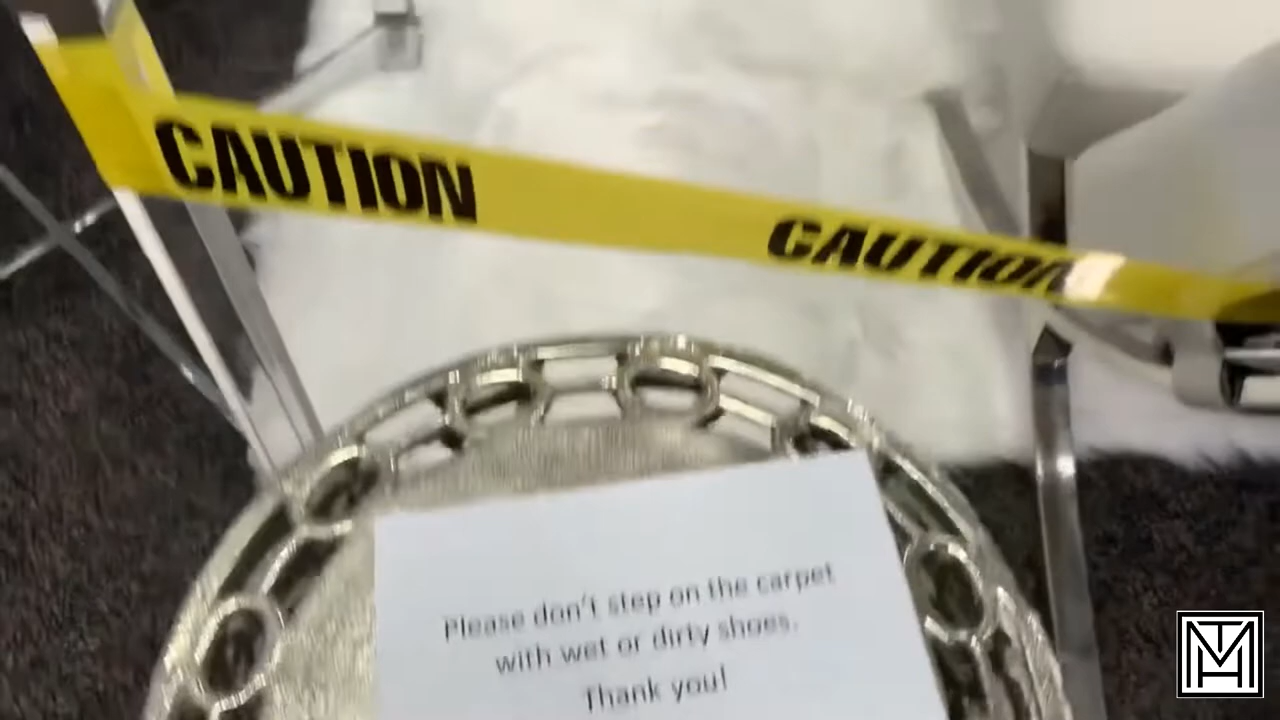 CAUTION CAUTION
Please don't step on the carpet
with wet or dirty shoes.
Thank you!